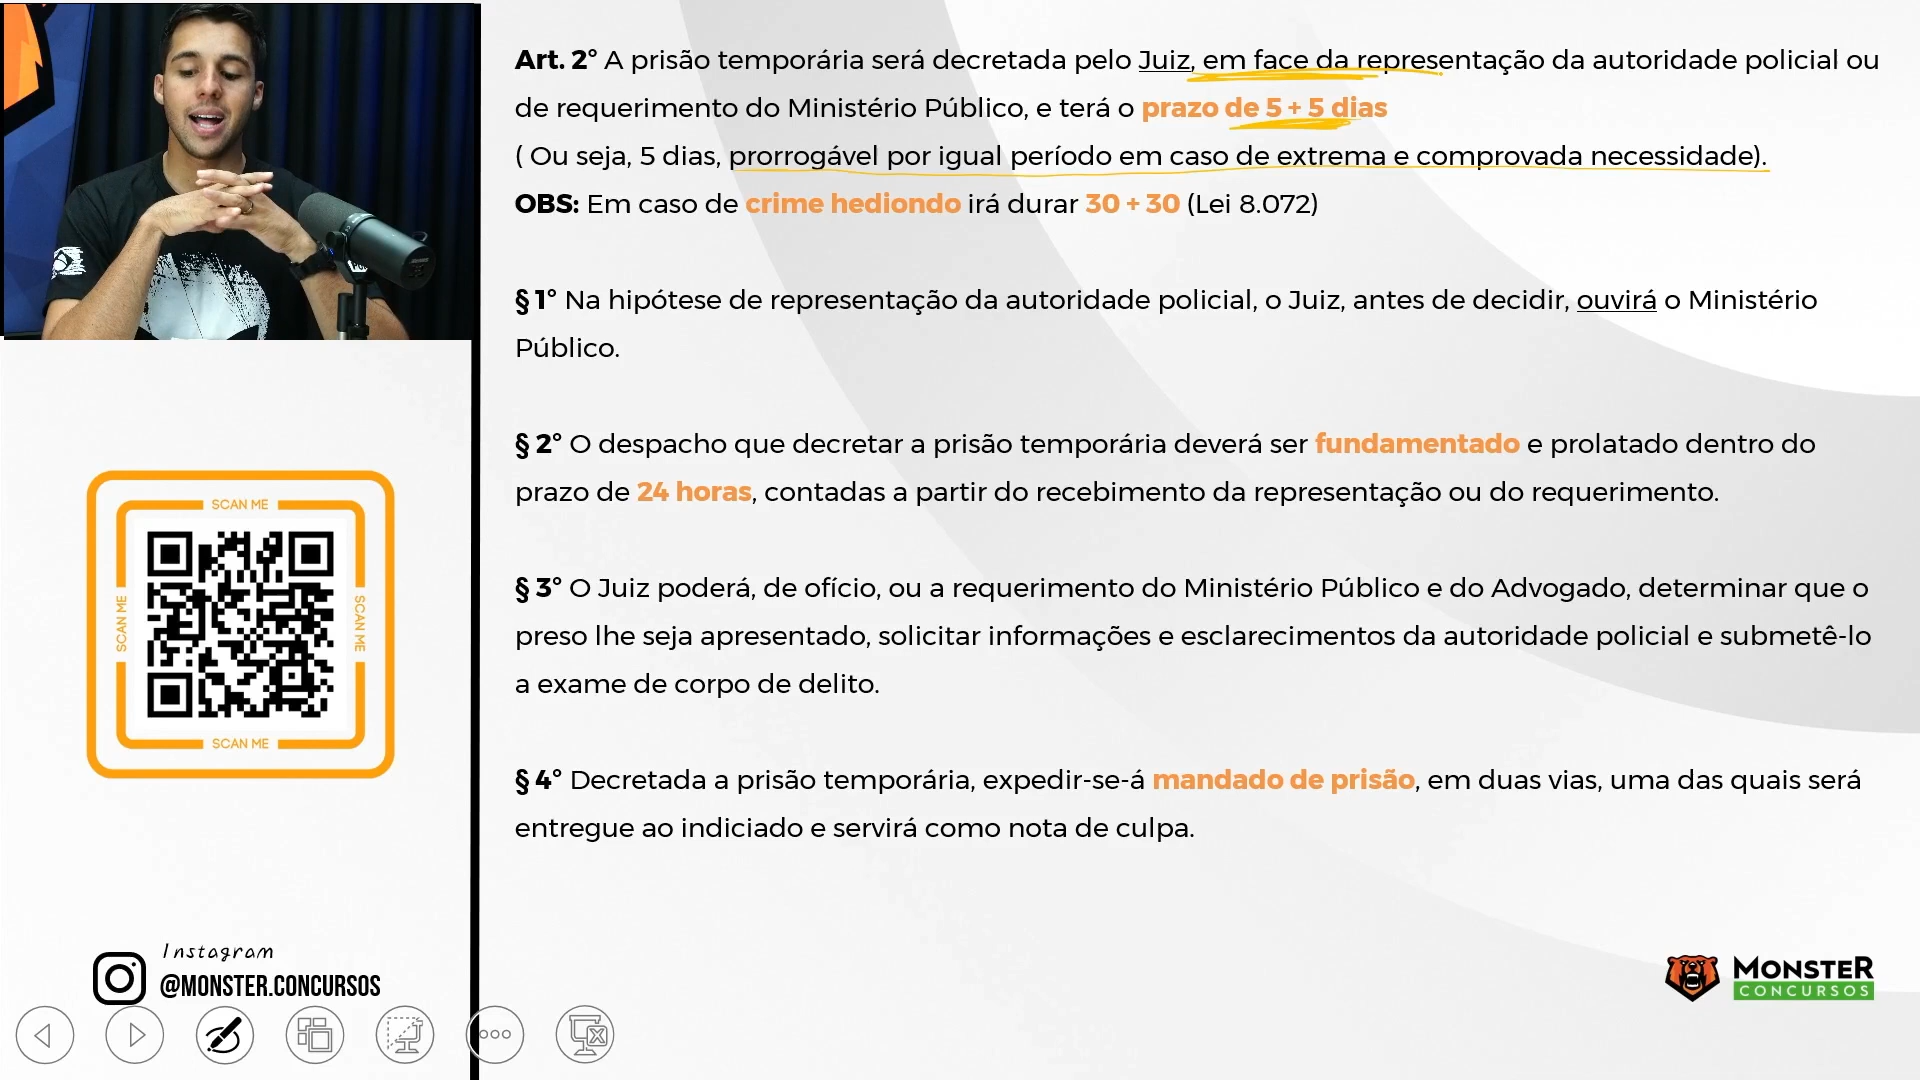 Art. 2° A prisão temporária será decretada pelo Juiz, em face da representação da autoridade policial ou
de requerimento do Ministério Público, e terá o prazo de 5 + 5 dias
( Ou seja, 5 dias, prorrogável por igual período em caso de extrema e comprovada necessidade).
OBS: Em caso de crime hediondo irá durar 30 + 30 (Lei 8.072)
§ 1° Na hipótese de representação da autoridade policial, o Juiz, antes de decidir, ouvirá o Ministério
Público.
§ 2° O despacho que decretar a prisão temporária deverá ser fundamentado e prolatado dentro do
prazo de 24 horas, contadas a partir do recebimento da representação ou do requerimento.
§ 3° O Juiz poderá, de ofício, ou a requerimento do Ministério Público e do Advogado, determinar que o
preso lhe seja apresentado, solicitar informações e esclarecimentos da autoridade policial e submetê-lo
a exame de corpo de delito.
§ 4° Decretada a prisão temporária, expedir-se-á mandado de prisão, em duas vias, uma das quais será
entregue ao indiciado e servirá como nota de culpa.
SCAN ME
SCAN ME
SCAN ME
SCAN ME
Instagram
@MONSTER.CONCURSOS
MONSTER
CONCURSOS